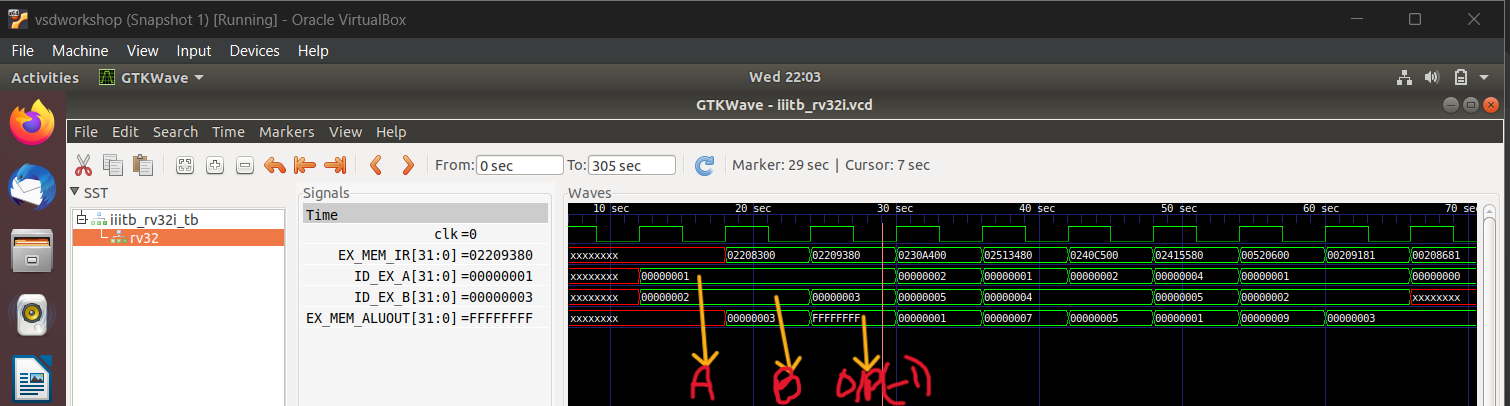 vsdworkshop (Snapshot 1) [Running] - Oracle VirtualBox
File Machine View Input Devices Help
Activities GTKWave Wed 22:03
GTKWave - iiitb_rv32i.vcd
File Edit Search Time Markers View Help
From: 0 sec To: 305 sec Marker: 29 sec | Cursor: 7 sec
SST Signals Waves
iiitb_rv32i_tb
rv32
Time 10 sec 20 sec 30 sec 40 sec 50 sec 60 sec 70 sec
clk =0
EX_MEM_IR[31:0] =02209380 xxxxxxxx 02208300 02209380 0230A400 02513480 0240C500 02415580 00520600 00209181 00208681
ID_EX_A[31:0] =00000001 xxxxxxxx 00000001 00000002 00000001 00000002 00000004 00000001 00000000
ID_EX_B[31:0] =00000003 xxxxxxxx 00000002 00000003 00000005 00000004 00000005 00000002 xxxxxxxx
EX_MEM_ALUOUT[31:0] =FFFFFFFF xxxxxxxx 00000003 FFFFFFFF 00000001 00000007 00000005 00000001 00000009 00000003
A B O/P(-1)